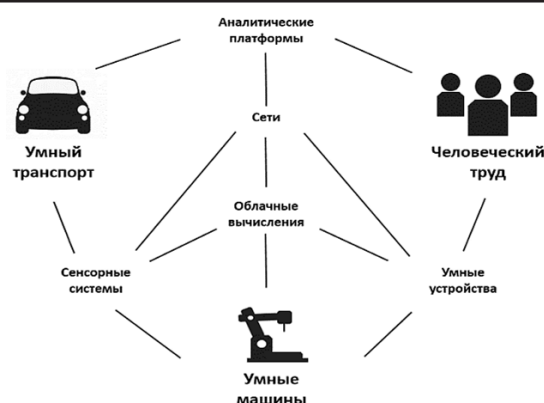 Аналитические
платформы
Сети
Умный
транспорт
Человеческий
труд
Облачные
вычисления
Сенсорные
системы
Умные
устройства
Умные
машины